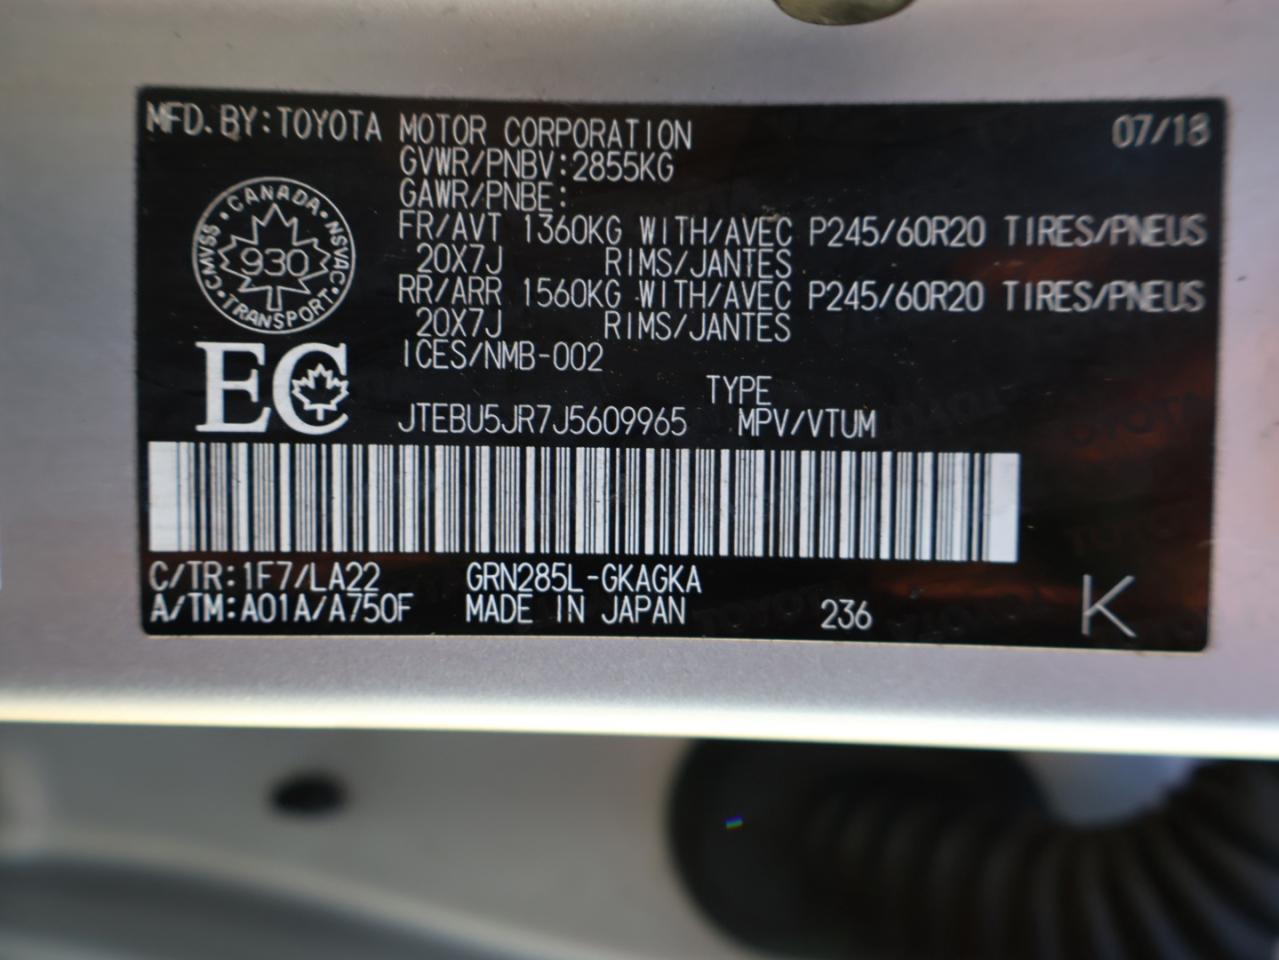 MFD. BY: TOYOTA MOTOR CORPORATION 07/18
GVWR/PNBV: 2855KG
GAWR/PNBE:
FR/AVT 1360KG WITH/AVEC P245/60R20 TIRES/PNEUS
20X7J RIMS/JANTES
RR/ARR 1560KG WITH/AVEC P245/60R20 TIRES/PNEUS
20X7J RIMS/JANTES
ICES/NMB-002
CANADA · NSVAC · TRANSPORT · CMVSS ·
930
EC
TYPE
JTEBU5JR7J5609965 MPV/VTUM
C/TR: 1F7/LA22 GRN285L-GKAGKA
A/TM: A01A/A750F MADE IN JAPAN 236 K